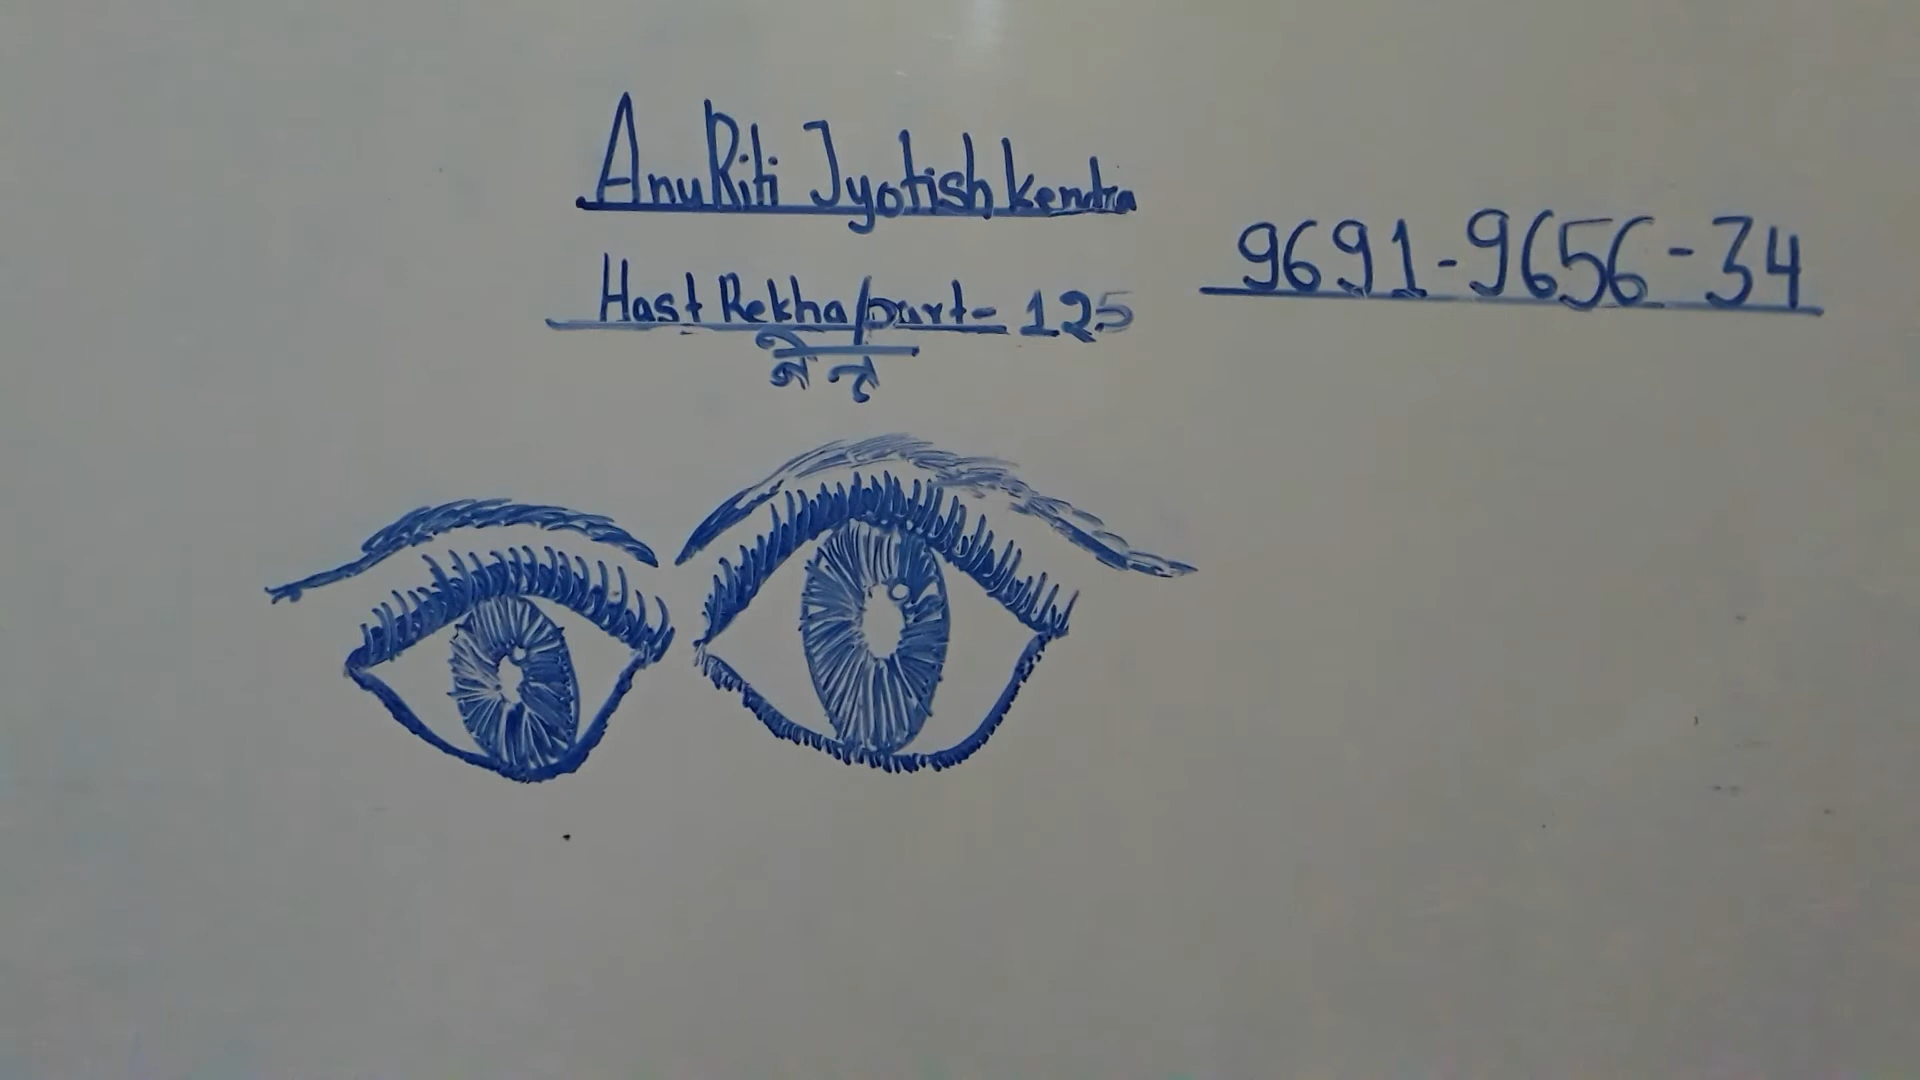 AnuRiti Jyotish kendra
9691-9656-34
Hast Rekha/part- 125
नेत्र